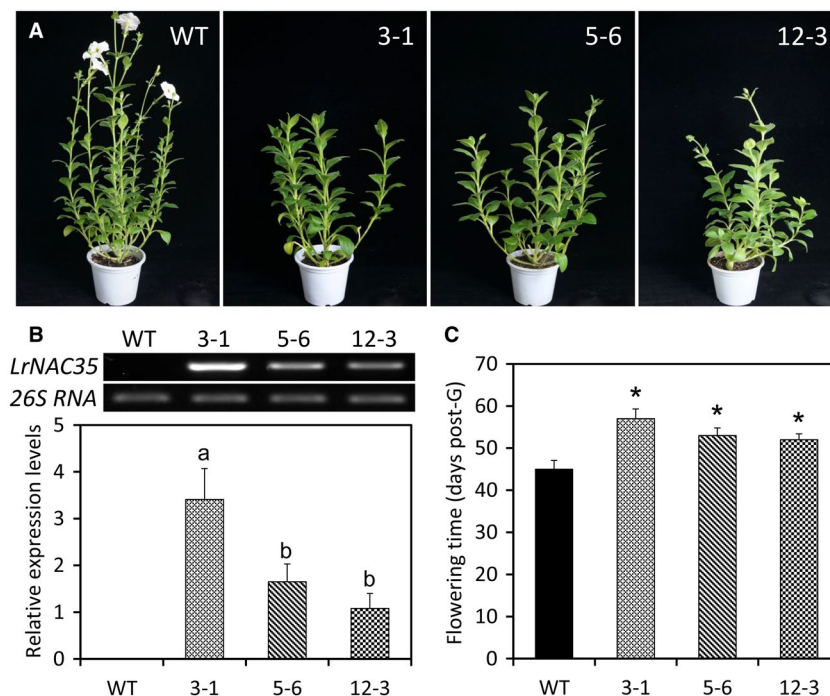 A WT 3-1 5-6 12-3
B WT 3-1 5-6 12-3
LrNAC35
26S RNA
Relative expression levels
5
4
3
2
1
0
a
b
b
WT 3-1 5-6 12-3
C
Flowering time (days post-G)
70
60
50
40
30
20
10
0
*
*
*
WT 3-1 5-6 12-3